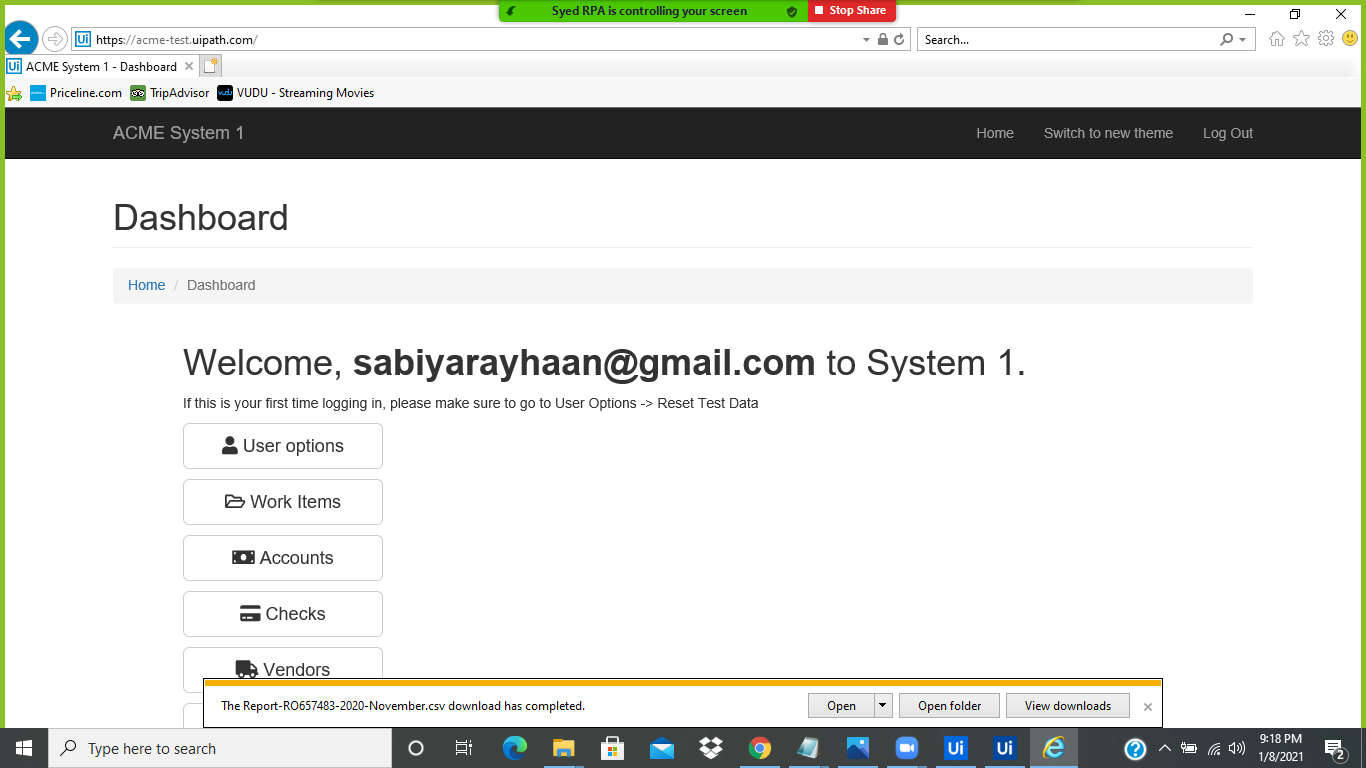 Syed RPA is controlling your screen
Stop Share
Ui https://acme-test.uipath.com/
Search...
Ui ACME System 1 - Dashboard
Priceline.com TripAdvisor vudu VUDU - Streaming Movies
ACME System 1
Home Switch to new theme Log Out
Dashboard
Home / Dashboard
Welcome, sabiyarayhaan@gmail.com to System 1.
If this is your first time logging in, please make sure to go to User Options -> Reset Test Data
User options
Work Items
Accounts
Checks
Vendors
The Report-RO657483-2020-November.csv download has completed.
Open Open folder View downloads
Type here to search
Ui Ui
9:18 PM
1/8/2021
2